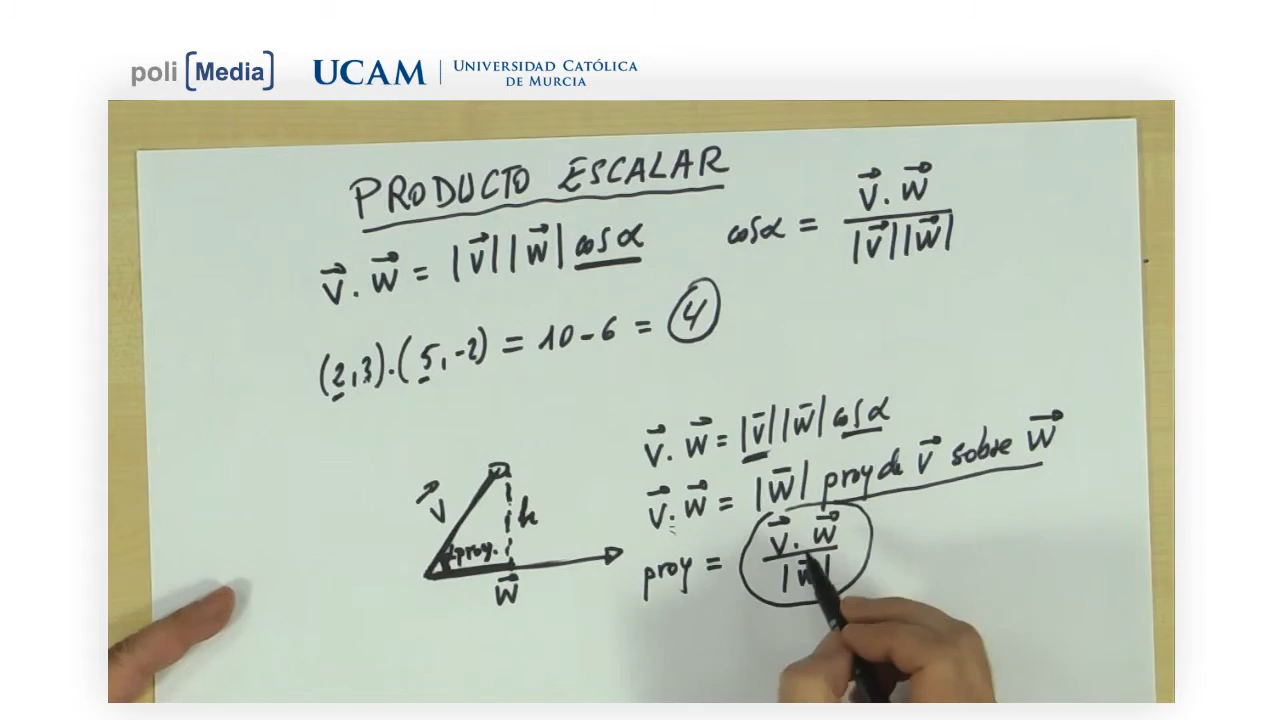 poli [Media]
UCAM | UNIVERSIDAD CATÓLICA DE MURCIA
PRODUCTO ESCALAR
v⃗ . w⃗ = |v⃗| |w⃗| cos α
cos α = v⃗ . w⃗ / |v⃗| |w⃗|
(2,3).(5,-2) = 10 - 6 = 4
v⃗ . w⃗ = |v̄| |w̄| cos α
v⃗ . w⃗ = |w̄| proy de v⃗ sobre w⃗
proy = v⃗ . w⃗ / |w⃗|
v⃗
h
α proy.
w⃗